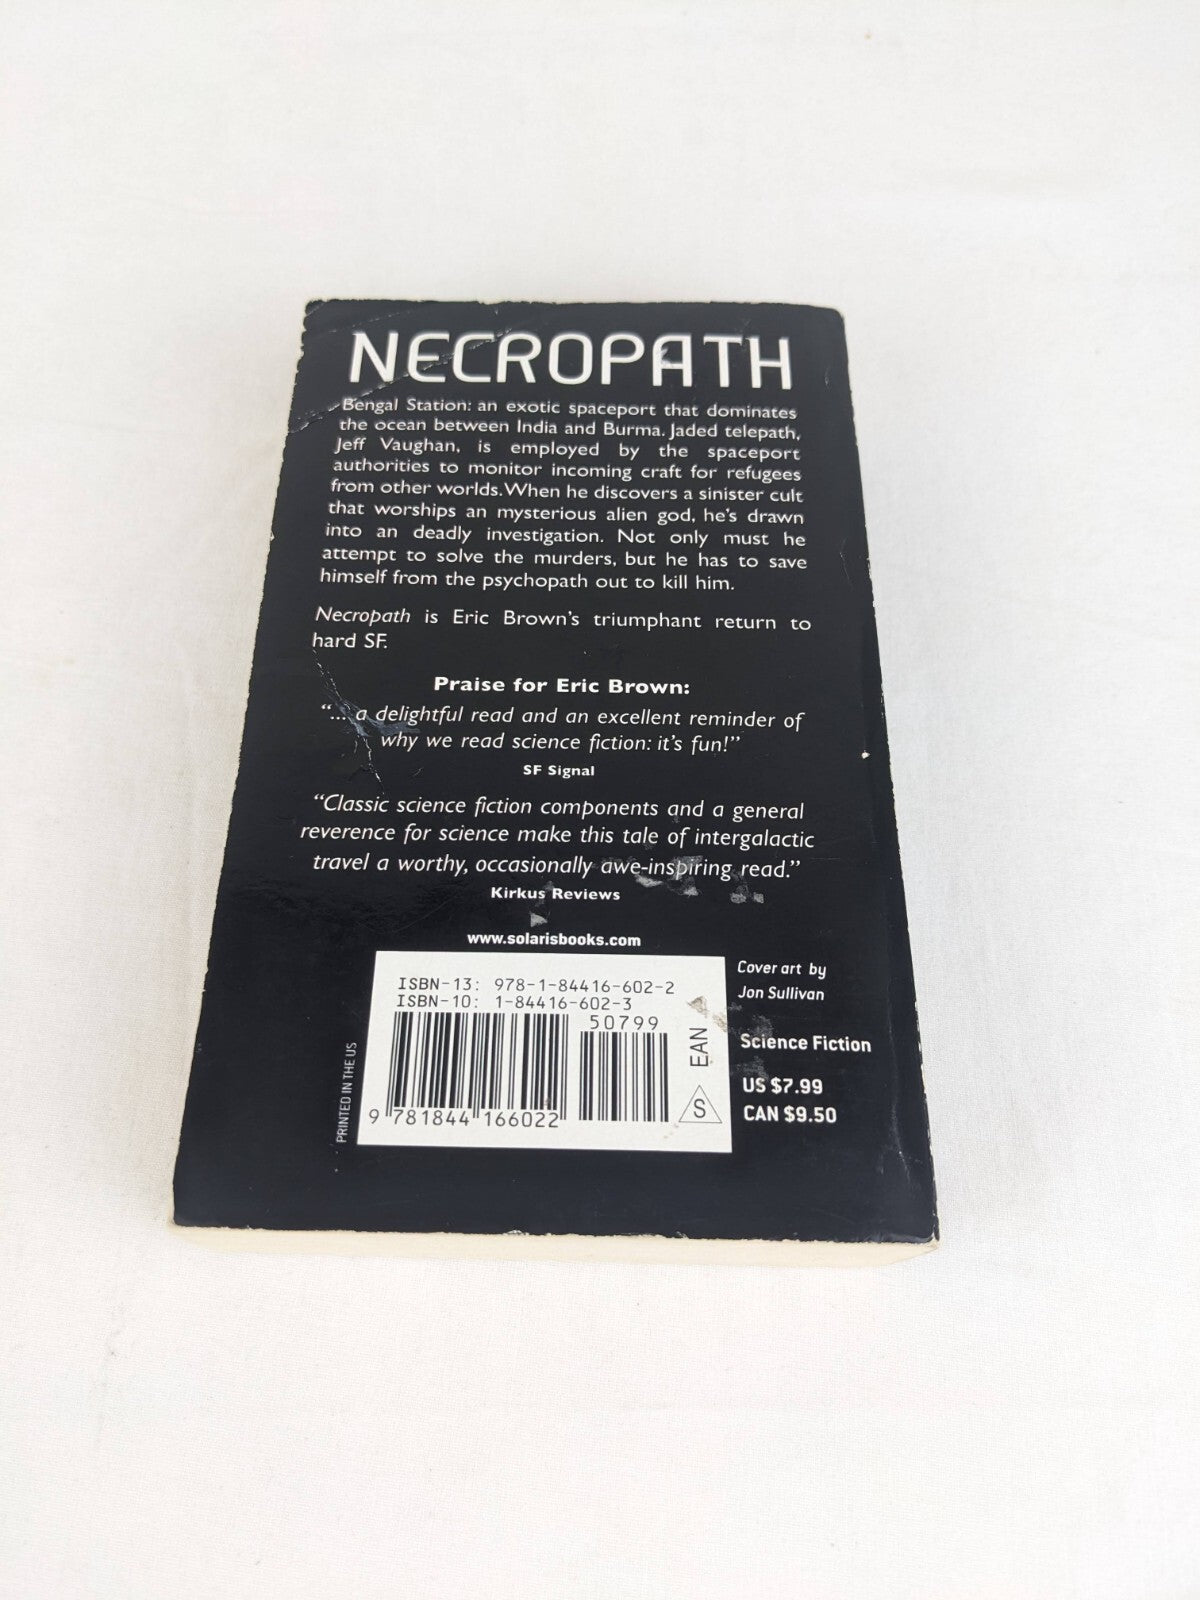 NECROPATH
Bengal Station: an exotic spaceport that dominates
the ocean between India and Burma. Jaded telepath,
Jeff Vaughan, is employed by the spaceport
authorities to monitor incoming craft for refugees
from other worlds. When he discovers a sinister cult
that worships an mysterious alien god, he's drawn
into an deadly investigation. Not only must he
attempt to solve the murders, but he has to save
himself from the psychopath out to kill him.
Necropath is Eric Brown's triumphant return to
hard SF.
Praise for Eric Brown:
"... a delightful read and an excellent reminder of
why we read science fiction: it's fun!"
SF Signal
"Classic science fiction components and a general
reverence for science make this tale of intergalactic
travel a worthy, occasionally awe-inspiring read."
Kirkus Reviews
www.solarisbooks.com
ISBN-13: 978-1-84416-602-2
ISBN-10: 1-84416-602-3
50799
9 781844 166022
EAN
S
PRINTED IN THE US
Cover art by
Jon Sullivan
Science Fiction
US $7.99
CAN $9.50